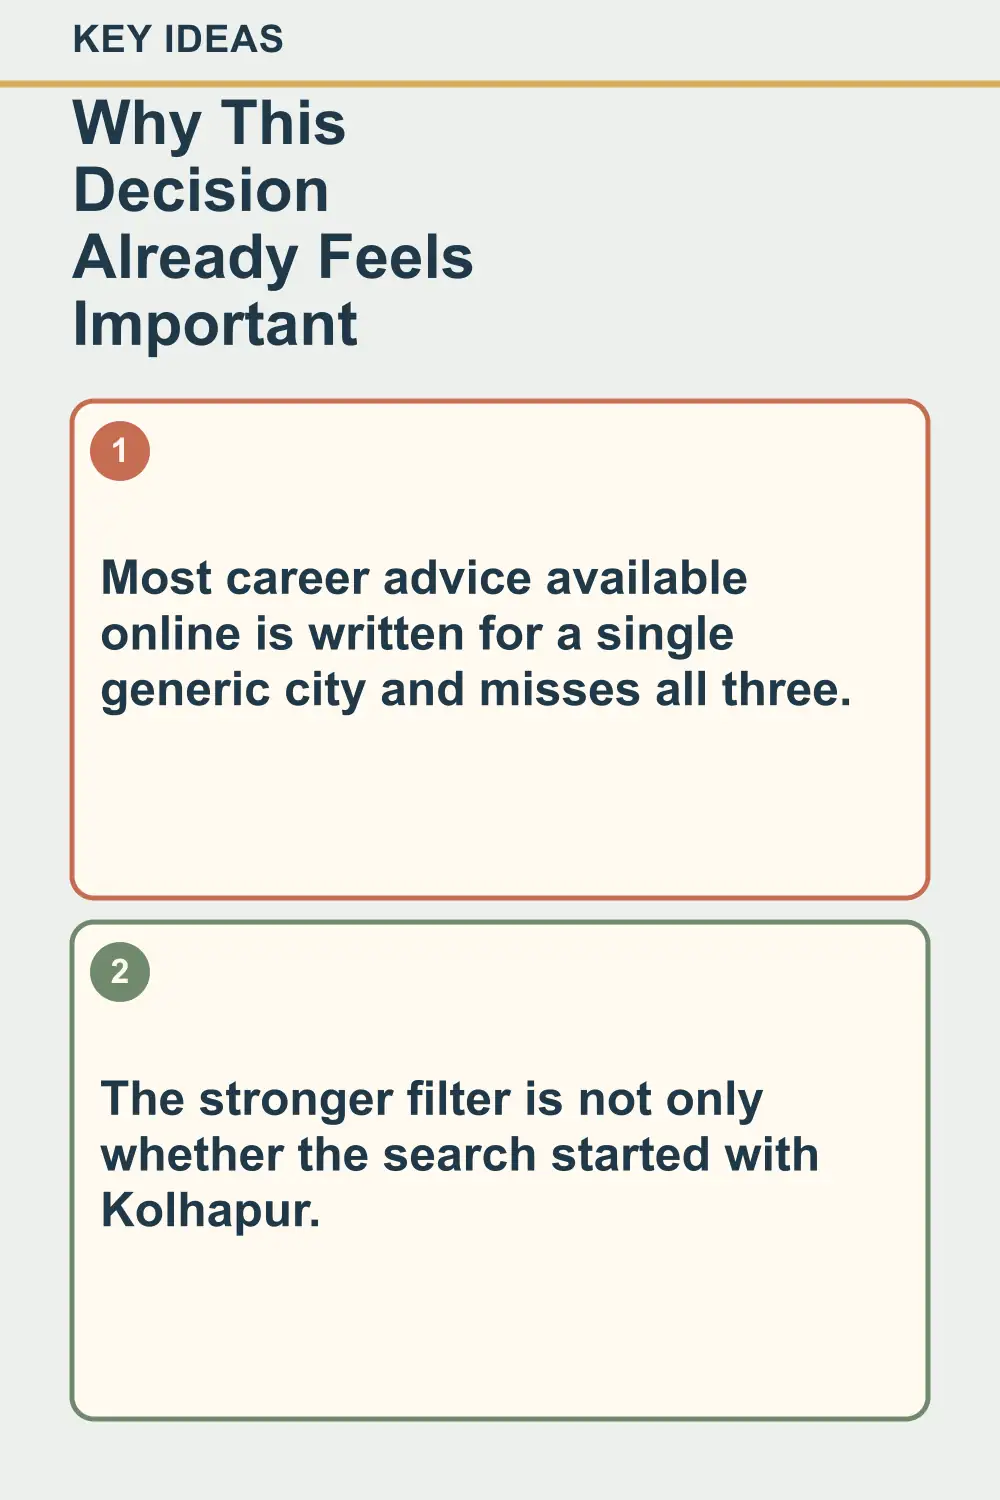 KEY IDEAS
Why This
Decision
Already Feels
Important
1
Most career advice available
online is written for a single
generic city and misses all three.
2
The stronger filter is not only
whether the search started with
Kolhapur.